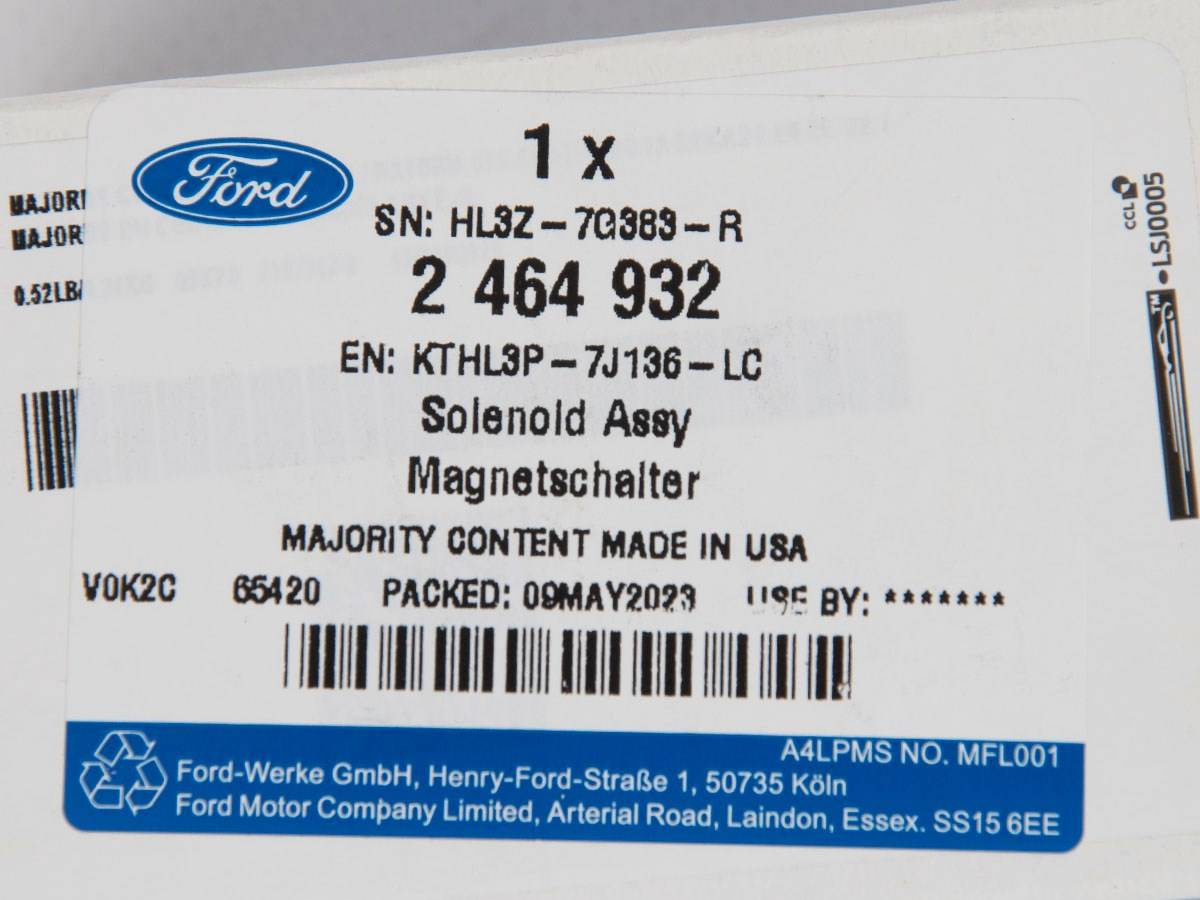 Ford
1 x
SN: HL3Z-7G383-R
2 464 932
EN: KTHL3P-7J136-LC
Solenoid Assy
Magnetschalter
MAJORITY CONTENT MADE IN USA
V0K2C 65420 PACKED: 09MAY2023 USE BY: *******
A4LPMS NO. MFL001
Ford-Werke GmbH, Henry-Ford-Straße 1, 50735 Köln
Ford Motor Company Limited, Arterial Road, Laindon, Essex. SS15 6EE
MAJORI
MAJOR
0.52LB/
CCL
LSJ0005